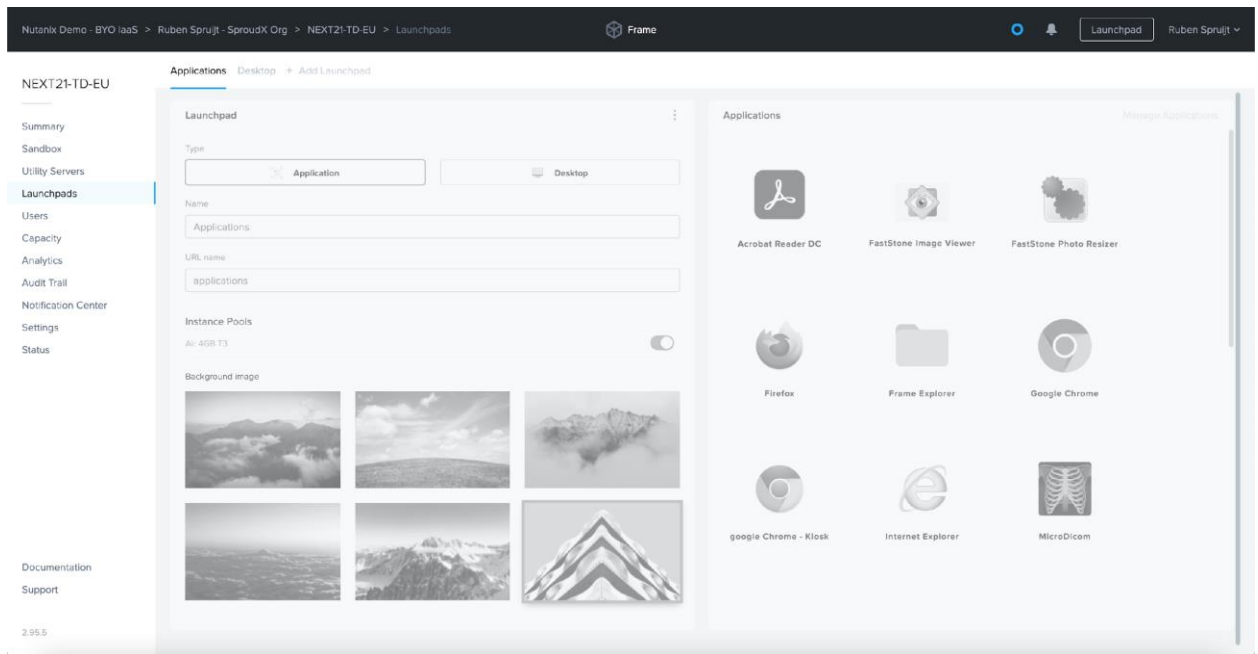 Nutanix Demo - BYO IaaS > Ruben Spruijt - SproudX Org > NEXT21-TD-EU > Launchpads
Frame
Launchpad
Ruben Spruijt
NEXT21-TD-EU
Summary
Sandbox
Utility Servers
Launchpads
Users
Capacity
Analytics
Audit Trail
Notification Center
Settings
Status
Documentation
Support
2.95.5
Applications Desktop + Add Launchpad
Launchpad
Type
Application
Desktop
Name
Applications
URL name
applications
Instance Pools
Air 4GB T3
Background image
Applications
Manage Applications
Acrobat Reader DC
FastStone Image Viewer
FastStone Photo Resizer
Firefox
Frame Explorer
Google Chrome
google Chrome - Kiosk
Internet Explorer
MicroDicom